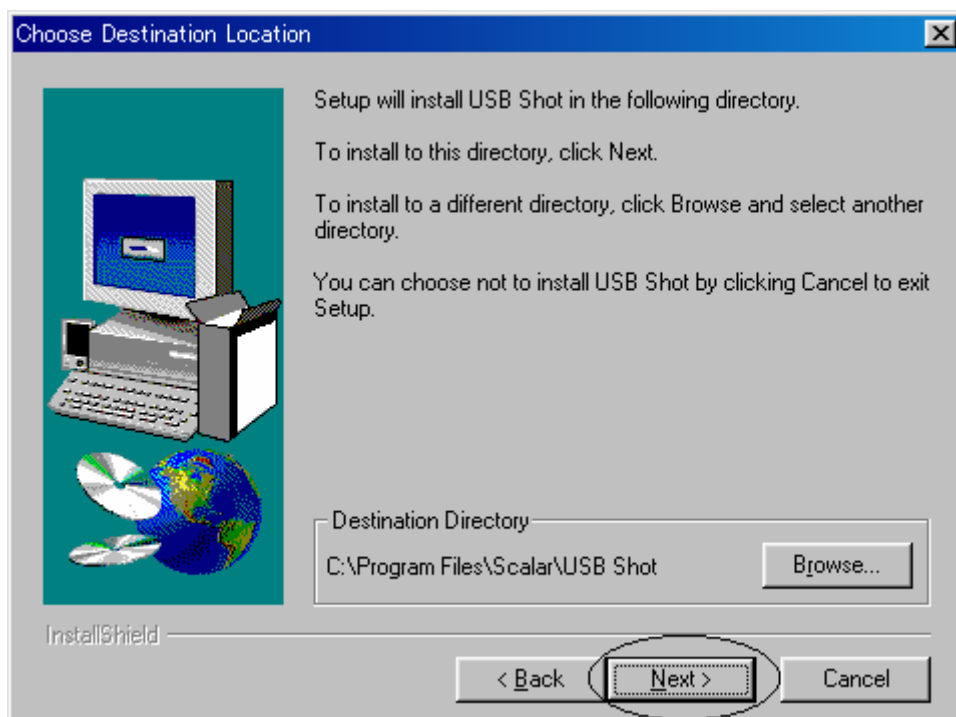 Choose Destination Location
Setup will install USB Shot in the following directory.
To install to this directory, click Next.
To install to a different directory, click Browse and select another
directory.
You can choose not to install USB Shot by clicking Cancel to exit
Setup.
Destination Directory
C:\Program Files\Scalar\USB Shot
Browse...
InstallShield
< Back
Next >
Cancel